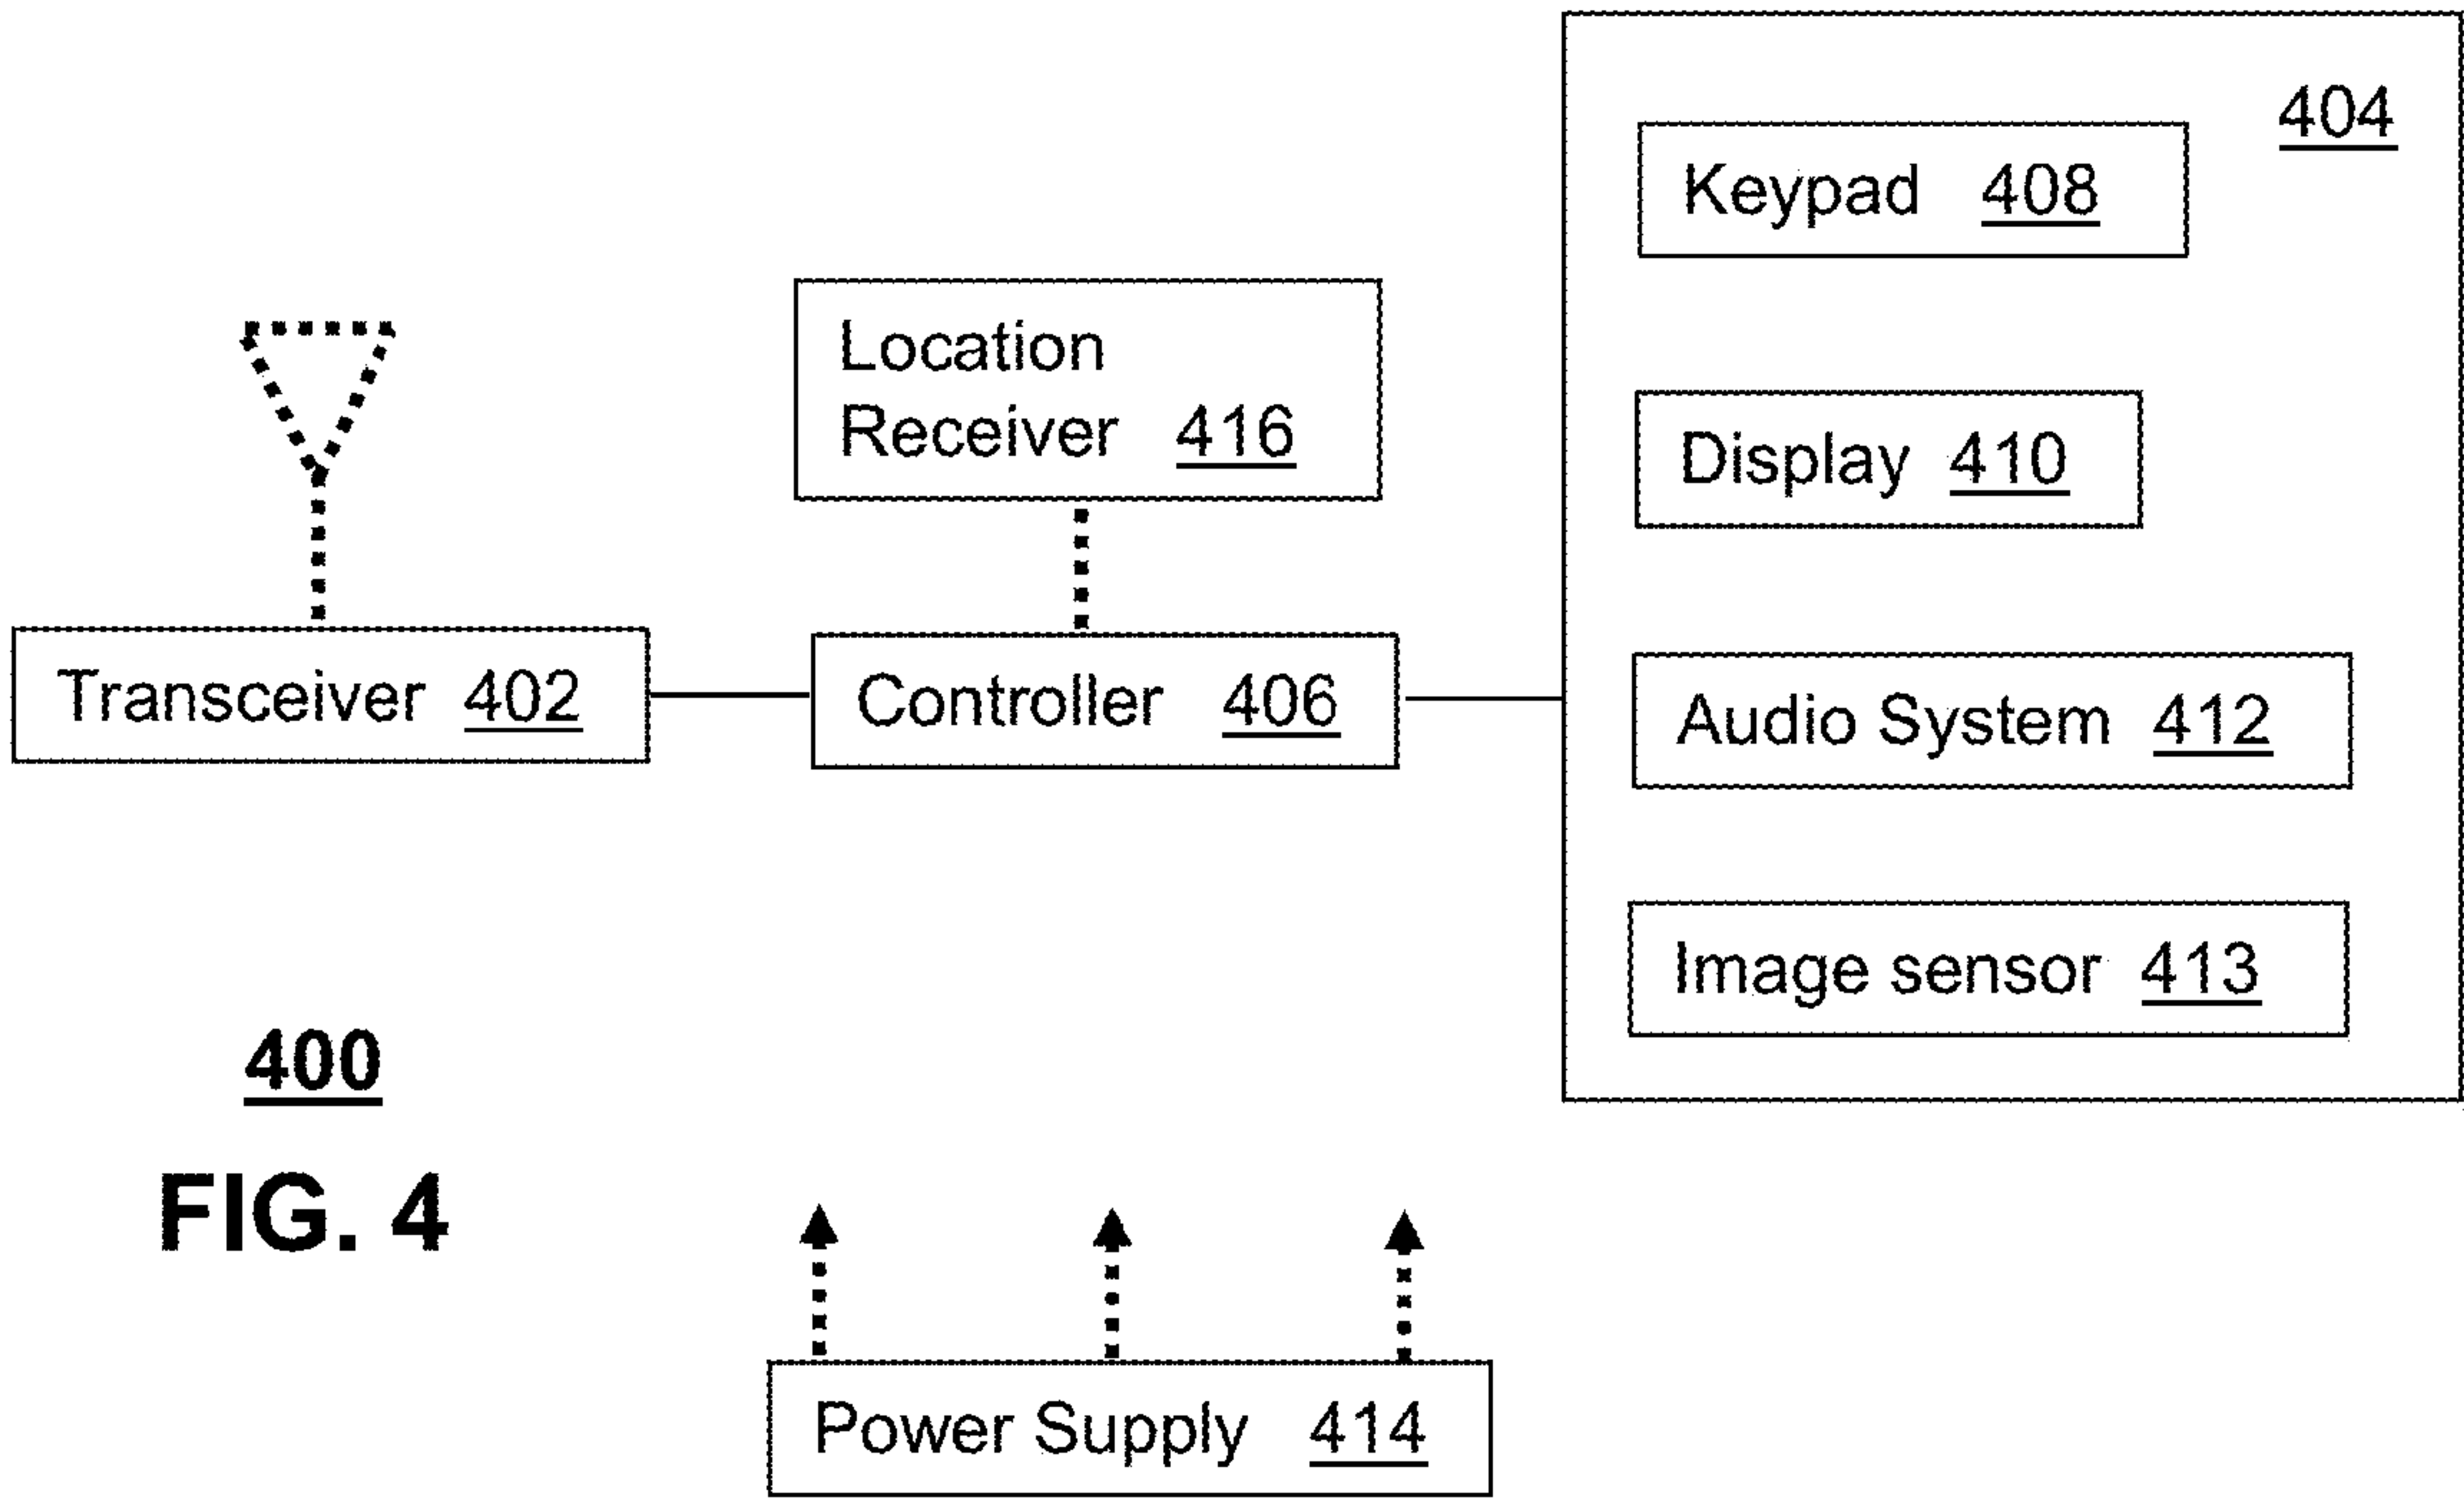 404
Keypad 408
Location
Receiver 416
Display 410
Transceiver 402
Controller 406
Audio System 412
Image sensor 413
400
FIG. 4
Power Supply 414